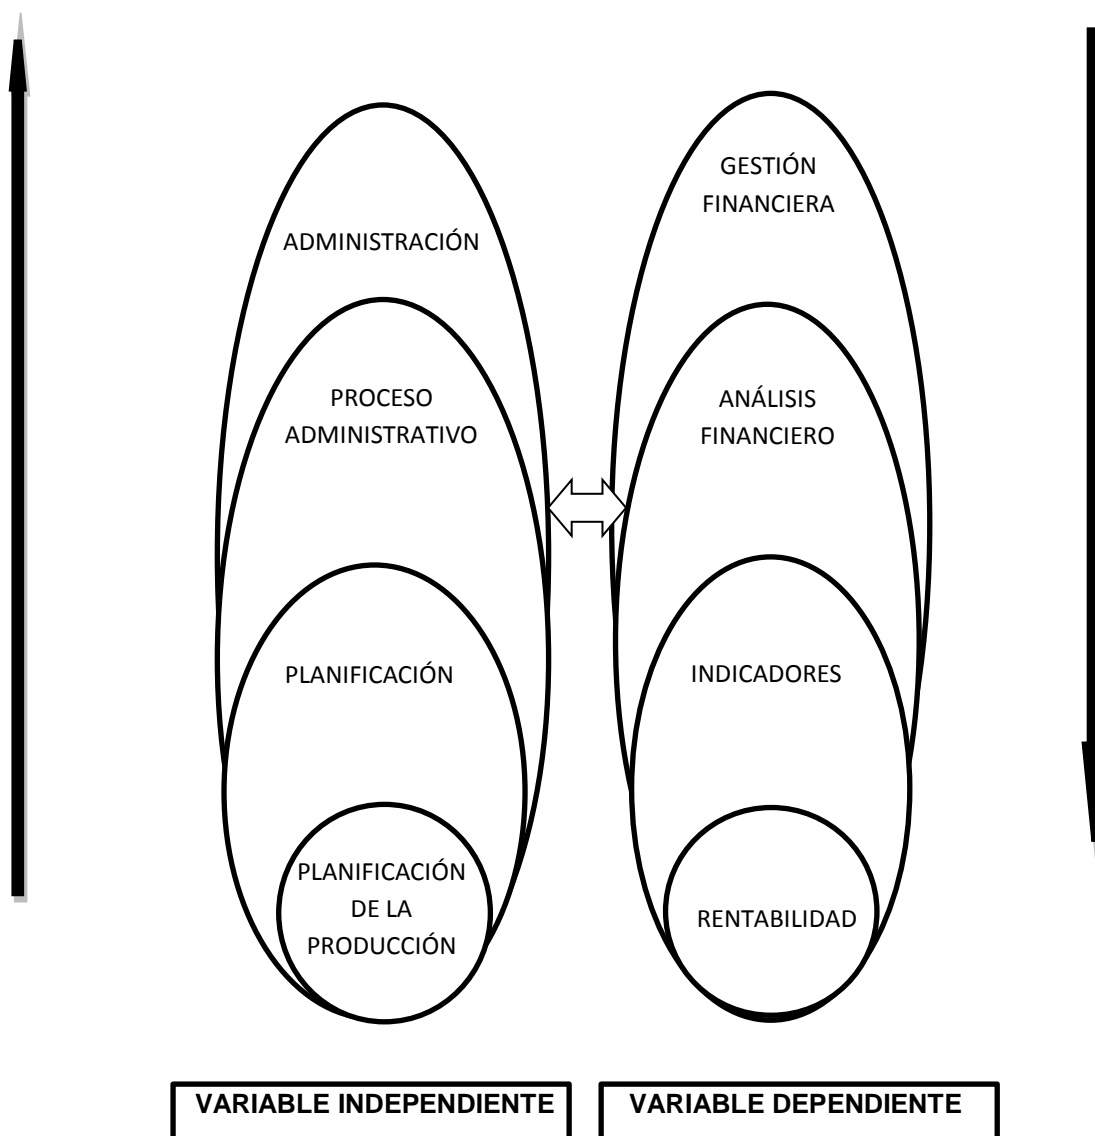 ADMINISTRACIÓN
PROCESO
ADMINISTRATIVO
PLANIFICACIÓN
PLANIFICACIÓN
DE LA
PRODUCCIÓN
GESTIÓN
FINANCIERA
ANÁLISIS
FINANCIERO
INDICADORES
RENTABILIDAD
VARIABLE INDEPENDIENTE
VARIABLE DEPENDIENTE